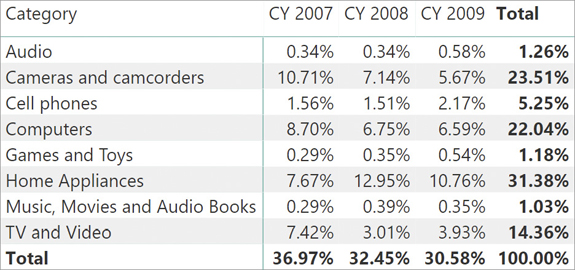 Category CY 2007 CY 2008 CY 2009 Total
Audio 0.34% 0.34% 0.58% 1.26%
Cameras and camcorders 10.71% 7.14% 5.67% 23.51%
Cell phones 1.56% 1.51% 2.17% 5.25%
Computers 8.70% 6.75% 6.59% 22.04%
Games and Toys 0.29% 0.35% 0.54% 1.18%
Home Appliances 7.67% 12.95% 10.76% 31.38%
Music, Movies and Audio Books 0.29% 0.39% 0.35% 1.03%
TV and Video 7.42% 3.01% 3.93% 14.36%
Total 36.97% 32.45% 30.58% 100.00%